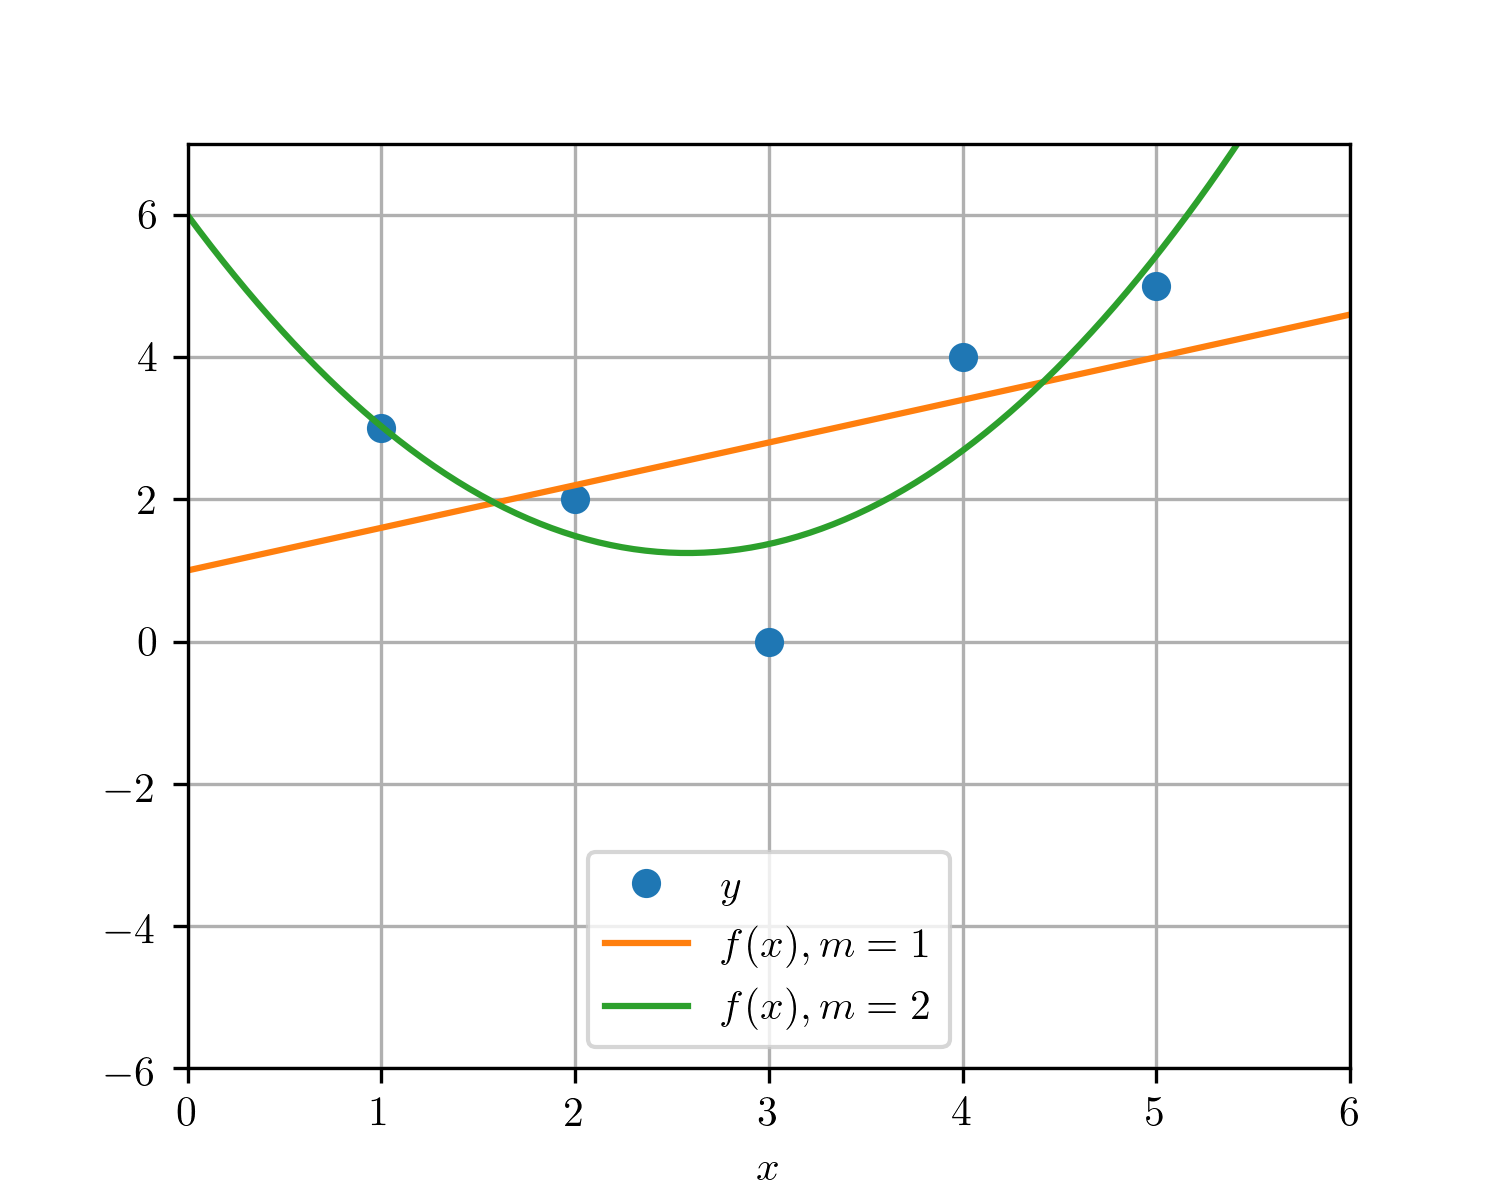 6
4
2
0
−2
−4
−6
y
f(x), m = 1
f(x), m = 2
0 1 2 3 4 5 6
x